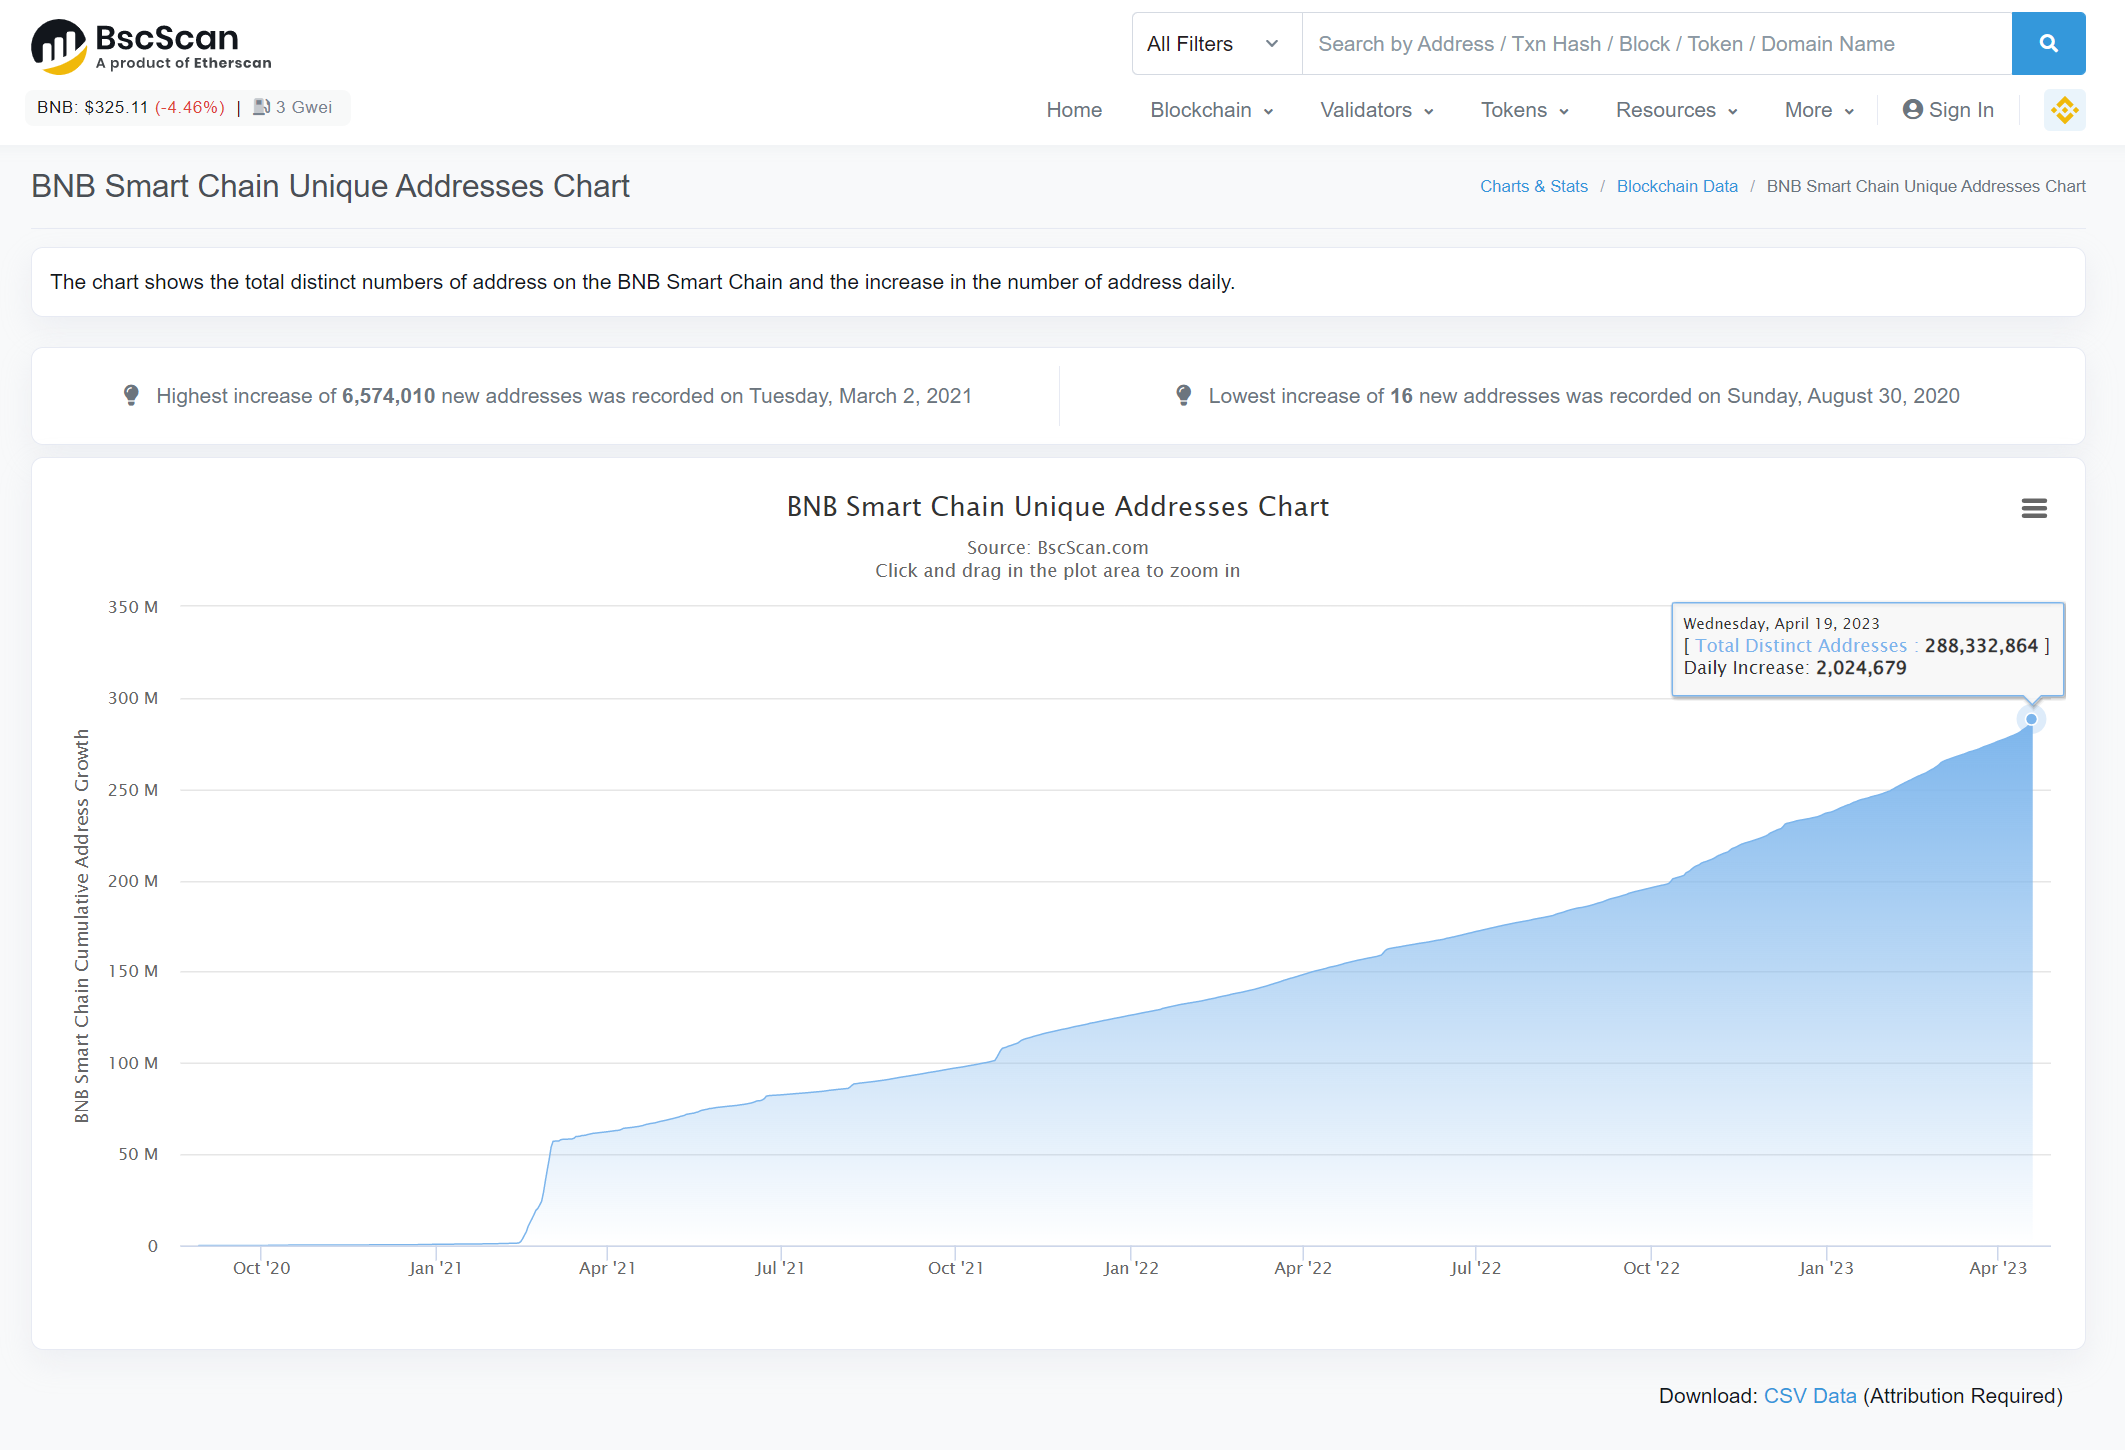 BscScan
A product of Etherscan
All Filters
Search by Address / Txn Hash / Block / Token / Domain Name
BNB: $325.11 (-4.46%) | 3 Gwei
Home Blockchain Validators Tokens Resources More Sign In
BNB Smart Chain Unique Addresses Chart
Charts & Stats / Blockchain Data / BNB Smart Chain Unique Addresses Chart
The chart shows the total distinct numbers of address on the BNB Smart Chain and the increase in the number of address daily.
Highest increase of 6,574,010 new addresses was recorded on Tuesday, March 2, 2021
Lowest increase of 16 new addresses was recorded on Sunday, August 30, 2020
BNB Smart Chain Unique Addresses Chart
Source: BscScan.com
Click and drag in the plot area to zoom in
Wednesday, April 19, 2023
[ Total Distinct Addresses : 288,332,864 ]
Daily Increase: 2,024,679
BNB Smart Chain Cumulative Address Growth
350 M
300 M
250 M
200 M
150 M
100 M
50 M
0
Oct '20 Jan '21 Apr '21 Jul '21 Oct '21 Jan '22 Apr '22 Jul '22 Oct '22 Jan '23 Apr '23
Download: CSV Data (Attribution Required)